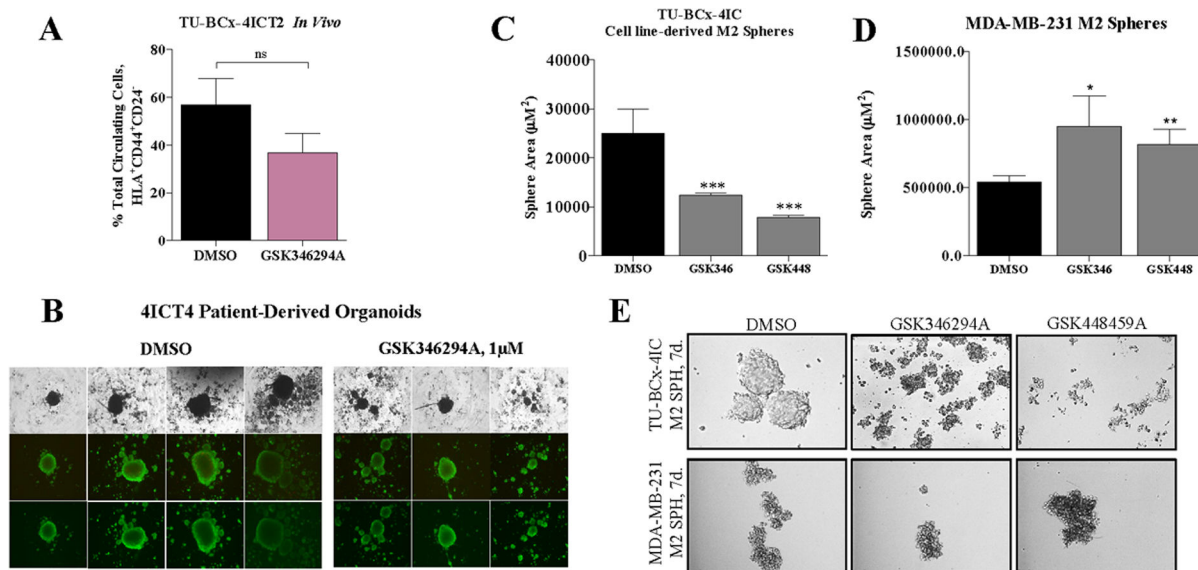 A
TU-BCx-4ICT2 In Vivo
% Total Circulating Cells,
HLA⁺CD44⁺CD24⁻
80
60
40
20
0
ns
DMSO
GSK346294A
B
4ICT4 Patient-Derived Organoids
DMSO
GSK346294A, 1µM
C
TU-BCx-4IC
Cell line-derived M2 Spheres
Sphere Area (µM²)
40000
30000
20000
10000
0
***
***
DMSO
GSK346
GSK448
D
MDA-MB-231 M2 Spheres
Sphere Area (µM²)
1500000.0
1000000.0
500000.0
0.0
*
**
DMSO
GSK346
GSK448
E
DMSO
GSK346294A
GSK448459A
TU-BCx-4IC
M2 SPH, 7d.
MDA-MB-231
M2 SPH, 7d.